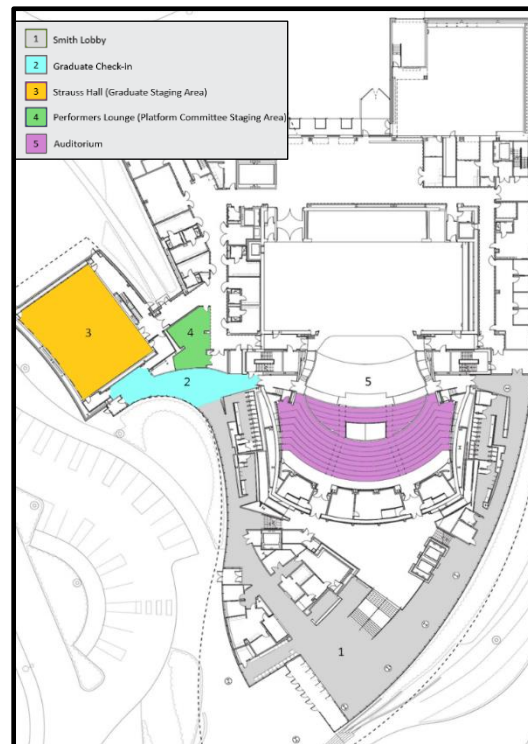 1 Smith Lobby
2 Graduate Check-In
3 Strauss Hall (Graduate Staging Area)
4 Performers Lounge (Platform Committee Staging Area)
5 Auditorium
3
4
2
5
1